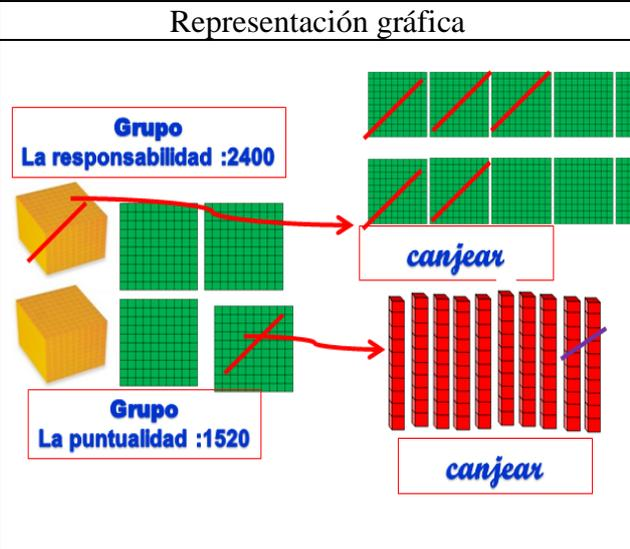 Representación gráfica
Grupo
La responsabilidad :2400
canjear
Grupo
La puntualidad :1520
canjear